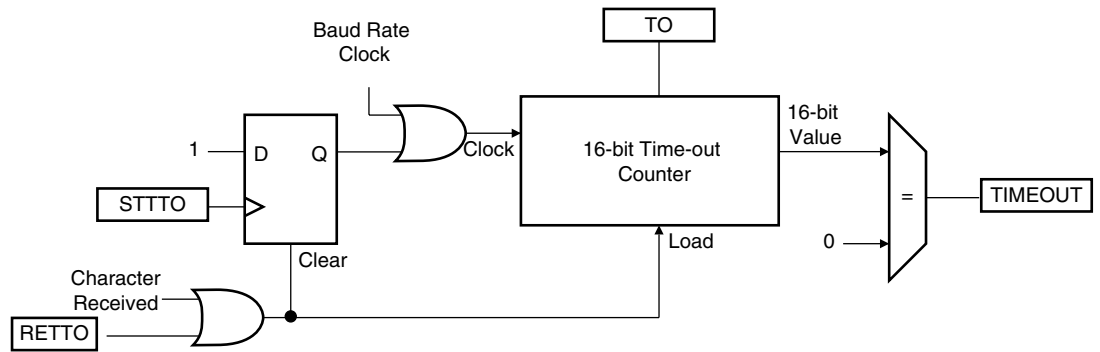 TO
Baud Rate
Clock
16-bit
Value
1
D
Q
Clock
16-bit Time-out
Counter
STTTO
=
TIMEOUT
0
Load
Clear
Character
Received
RETTO